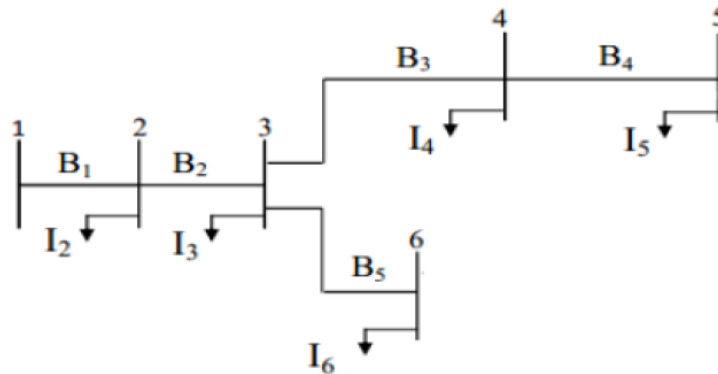 4 5
B₃ B₄
1 2 3
I₄ I₅
B₁ B₂
I₂ I₃ 6
B₅
I₆